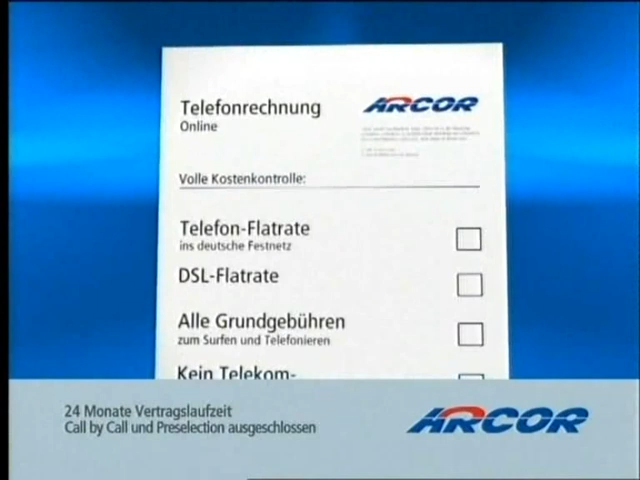 Telefonrechnung
ARCOR
Online
Volle Kostenkontrolle:
Telefon-Flatrate
ins deutsche Festnetz
DSL-Flatrate
Alle Grundgebühren
zum Surfen und Telefonieren
Kein Telekom-
24 Monate Vertragslaufzeit
Call by Call und Preselection ausgeschlossen
ARCOR